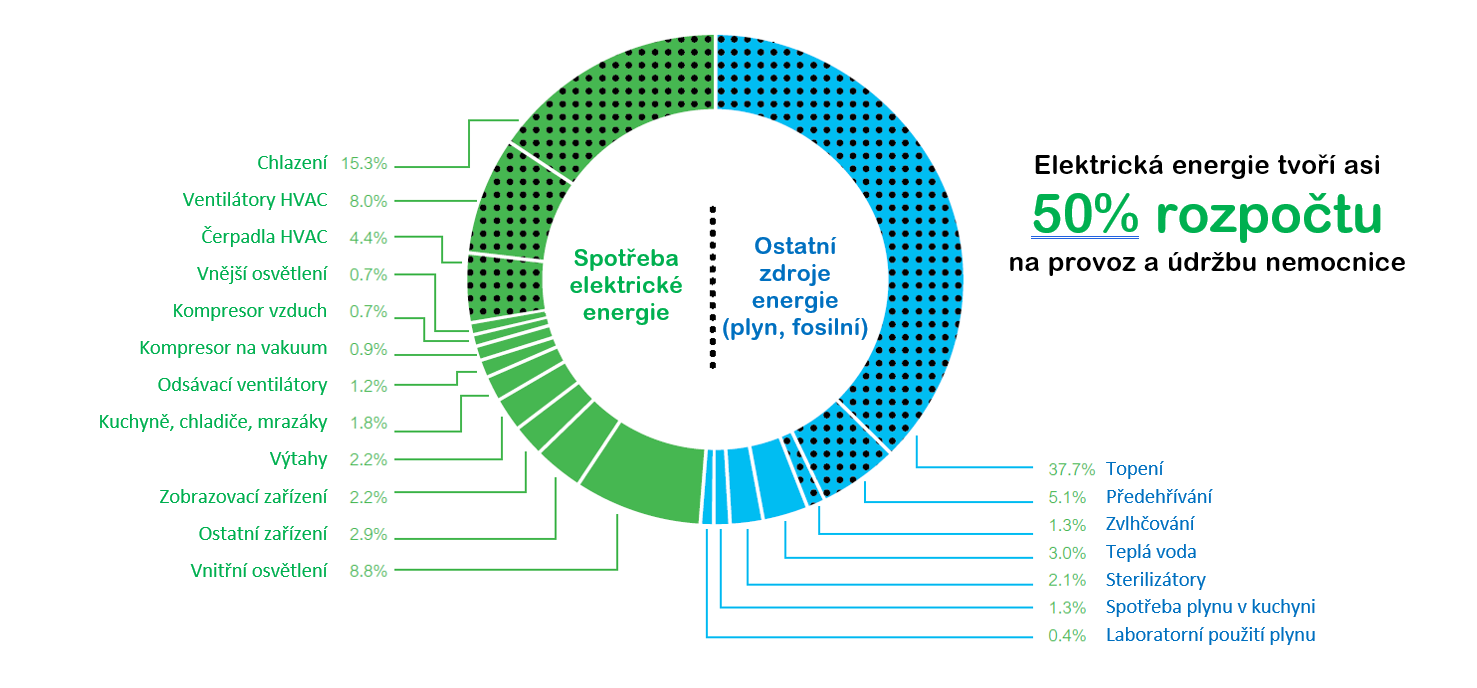 Chlazení 15.3%
Ventilátory HVAC 8.0%
Čerpadla HVAC 4.4%
Vnější osvětlení 0.7%
Kompresor vzduch 0.7%
Kompresor na vakuum 0.9%
Odsávací ventilátory 1.2%
Kuchyně, chladiče, mrazáky 1.8%
Výtahy 2.2%
Zobrazovací zařízení 2.2%
Ostatní zařízení 2.9%
Vnitřní osvětlení 8.8%
Spotřeba
elektrické
energie
Ostatní
zdroje
energie
(plyn, fosilní)
Elektrická energie tvoří asi
50% rozpočtu
na provoz a údržbu nemocnice
37.7% Topení
5.1% Předehřívání
1.3% Zvlhčování
3.0% Teplá voda
2.1% Sterilizátory
1.3% Spotřeba plynu v kuchyni
0.4% Laboratorní použití plynu